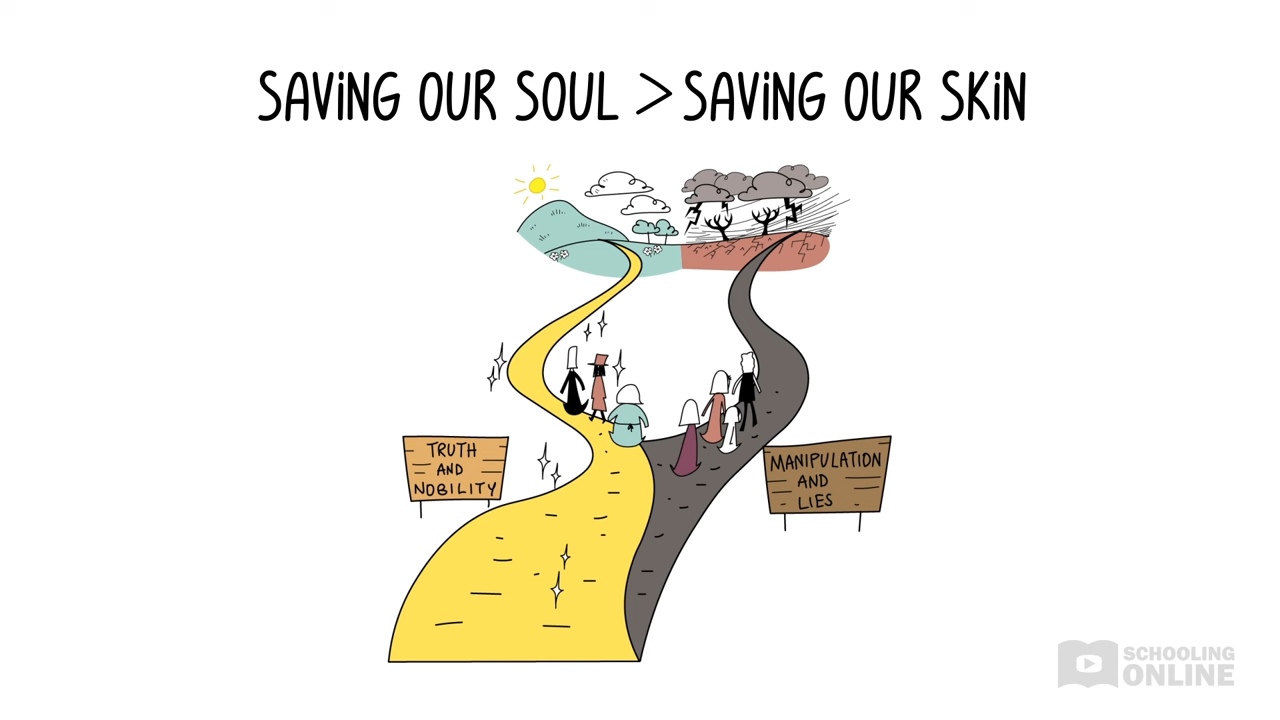 SAVING OUR SOUL > SAVING OUR SKIN
TRUTH
AND
NOBILITY
MANIPULATION
AND
LIES
SCHOOLING
ONLINE